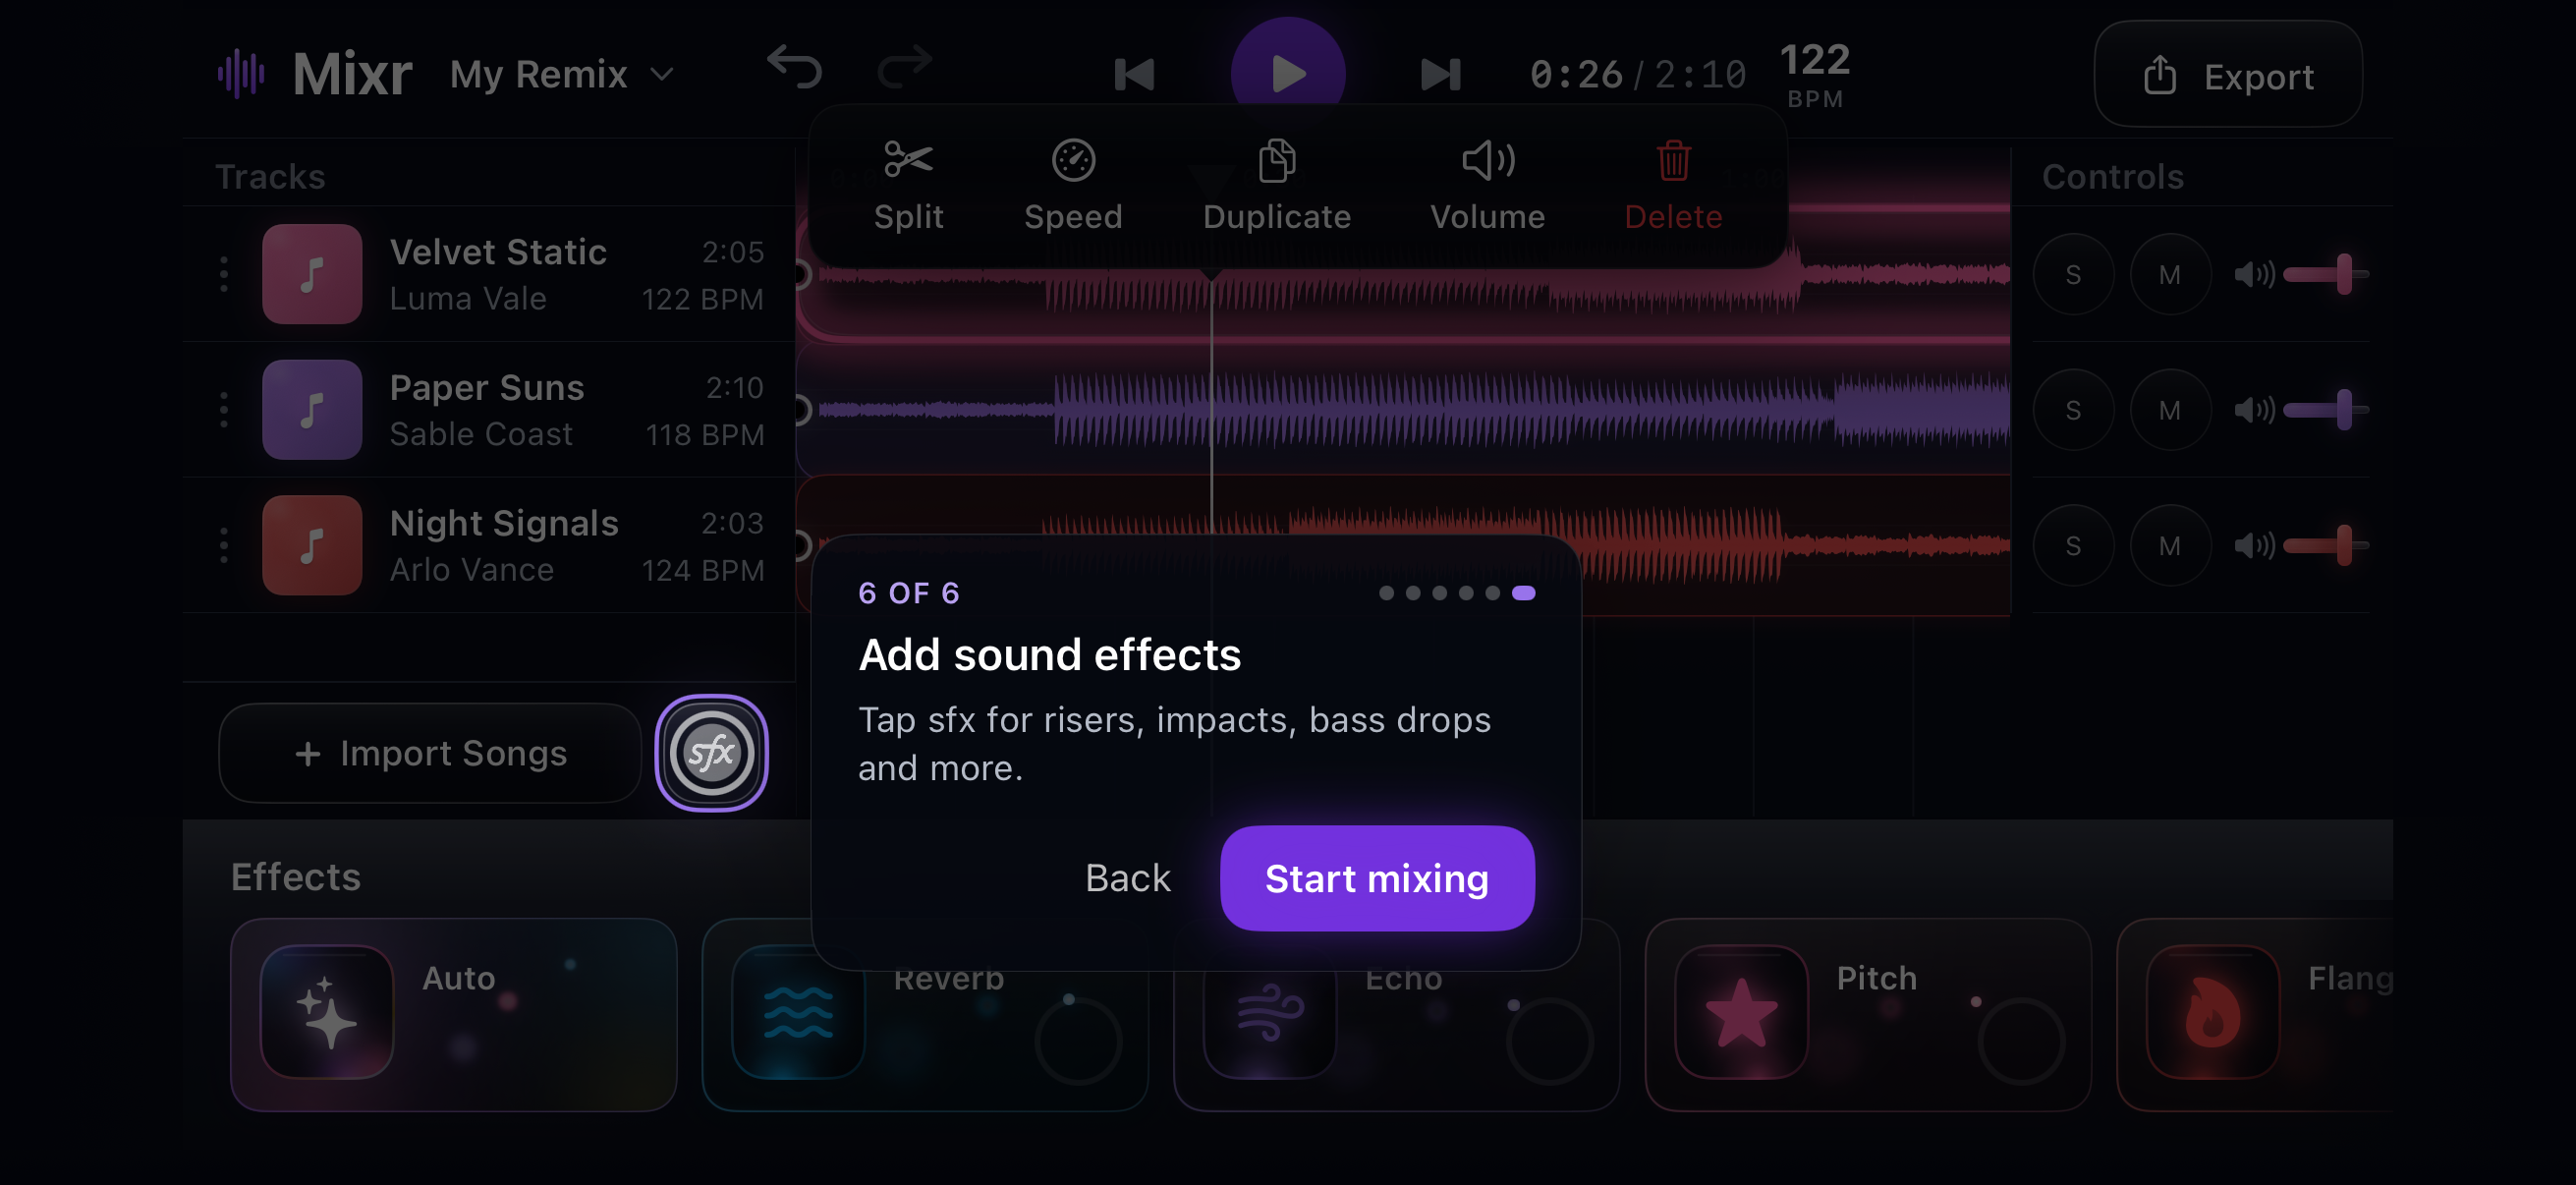 Mixr My Remix 0:26 / 2:10 122 BPM Export
Split Speed Duplicate Volume Delete
Tracks
Controls
Velvet Static 2:05
Luma Vale 122 BPM
S M
Paper Suns 2:10
Sable Coast 118 BPM
S M
Night Signals 2:03
Arlo Vance 124 BPM
S M
6 OF 6
Add sound effects
Tap sfx for risers, impacts, bass drops
and more.
+ Import Songs sfx
Back Start mixing
Effects
Auto Reverb Echo Pitch Flang